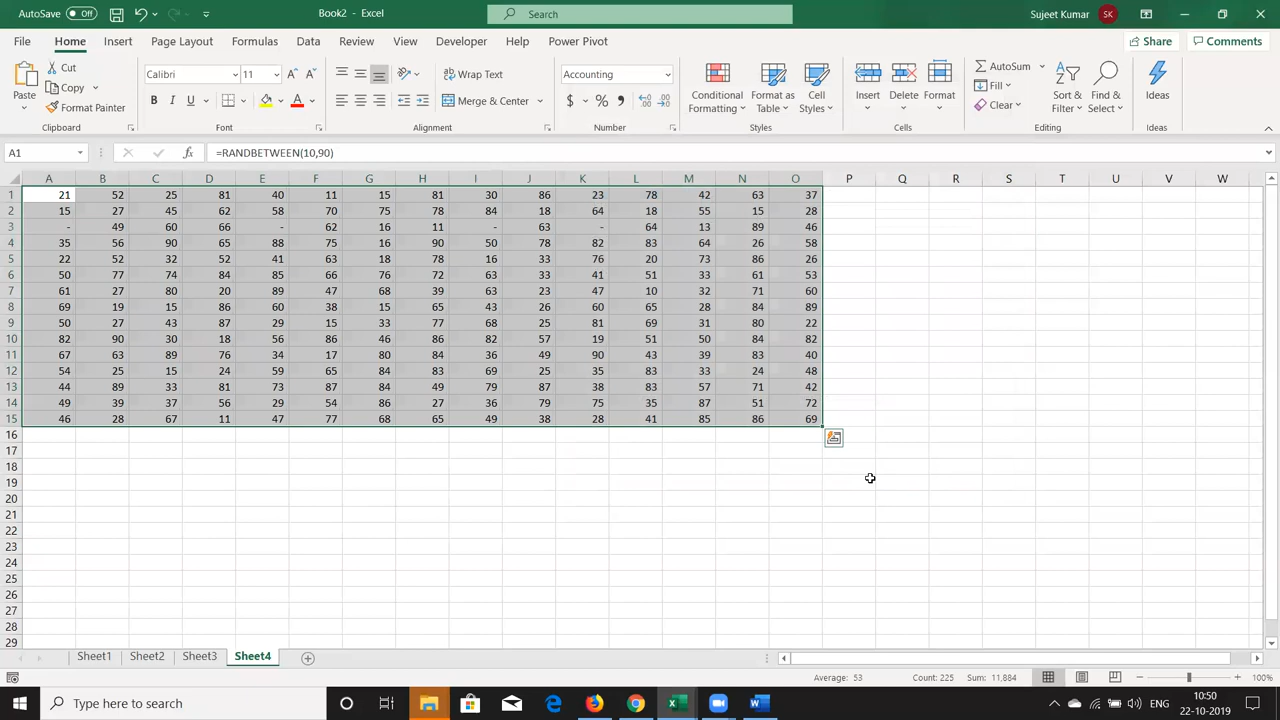 AutoSave Off Book2 - Excel Search Sujeet Kumar SK
File Home Insert Page Layout Formulas Data Review View Developer Help Power Pivot Share Comments
Paste Cut Copy Format Painter Clipboard
Calibri 11 A A B I U A Font
ab Wrap Text Merge & Center Alignment
Accounting $ % , Number
Conditional Formatting Format as Table Cell Styles Styles
Insert Delete Format Cells
AutoSum Fill Clear Sort & Filter Find & Select Editing
Ideas Ideas
A1 fx =RANDBETWEEN(10,90)
A B C D E F G H I J K L M N O P Q R S T U V W
1 21 52 25 81 40 11 15 81 30 86 23 78 42 63 37
2 15 27 45 62 58 70 75 78 84 18 64 18 55 15 28
3 - 49 60 66 - 62 16 11 - 63 - 64 13 89 46
4 35 56 90 65 88 75 16 90 50 78 82 83 64 26 58
5 22 52 32 52 41 63 18 78 16 33 76 20 73 86 26
6 50 77 74 84 85 66 76 72 63 33 41 51 33 61 53
7 61 27 80 20 89 47 68 39 63 23 47 10 32 71 60
8 69 19 15 86 60 38 15 65 43 26 60 65 28 84 89
9 50 27 43 87 29 15 33 77 68 25 81 69 31 80 22
10 82 90 30 18 56 86 46 86 82 57 19 51 50 84 82
11 67 63 89 76 34 17 80 84 36 49 90 43 39 83 40
12 54 25 15 24 59 65 84 83 69 25 35 83 33 24 48
13 44 89 33 81 73 87 84 49 79 87 38 83 57 71 42
14 49 39 37 56 29 54 86 27 36 79 75 35 87 51 72
15 46 28 67 11 47 77 68 65 49 38 28 41 85 86 69
16
17
18
19
20
21
22
23
24
25
26
27
28
29
Sheet1 Sheet2 Sheet3 Sheet4
Average: 53 Count: 225 Sum: 11,884 100%
Type here to search ENG 10:50
22-10-2019